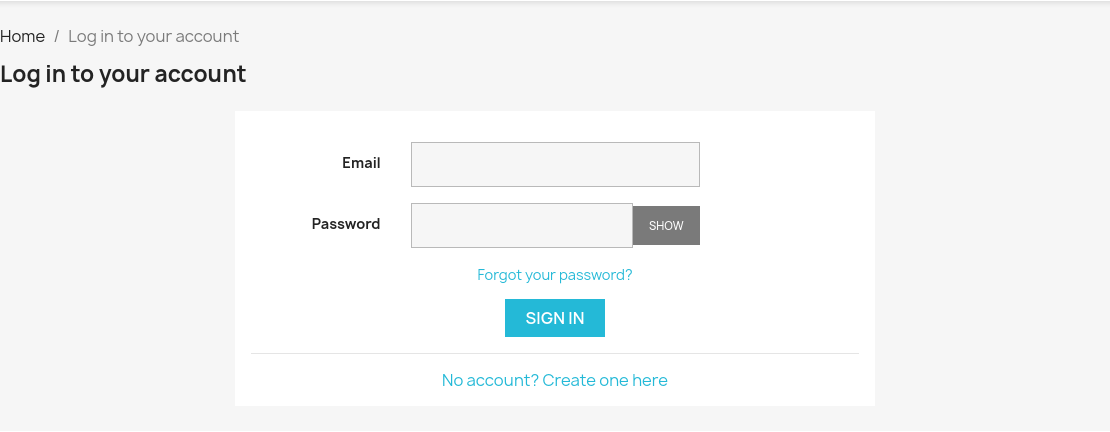 Home / Log in to your account
Log in to your account
Email
Password SHOW
Forgot your password?
SIGN IN
No account? Create one here